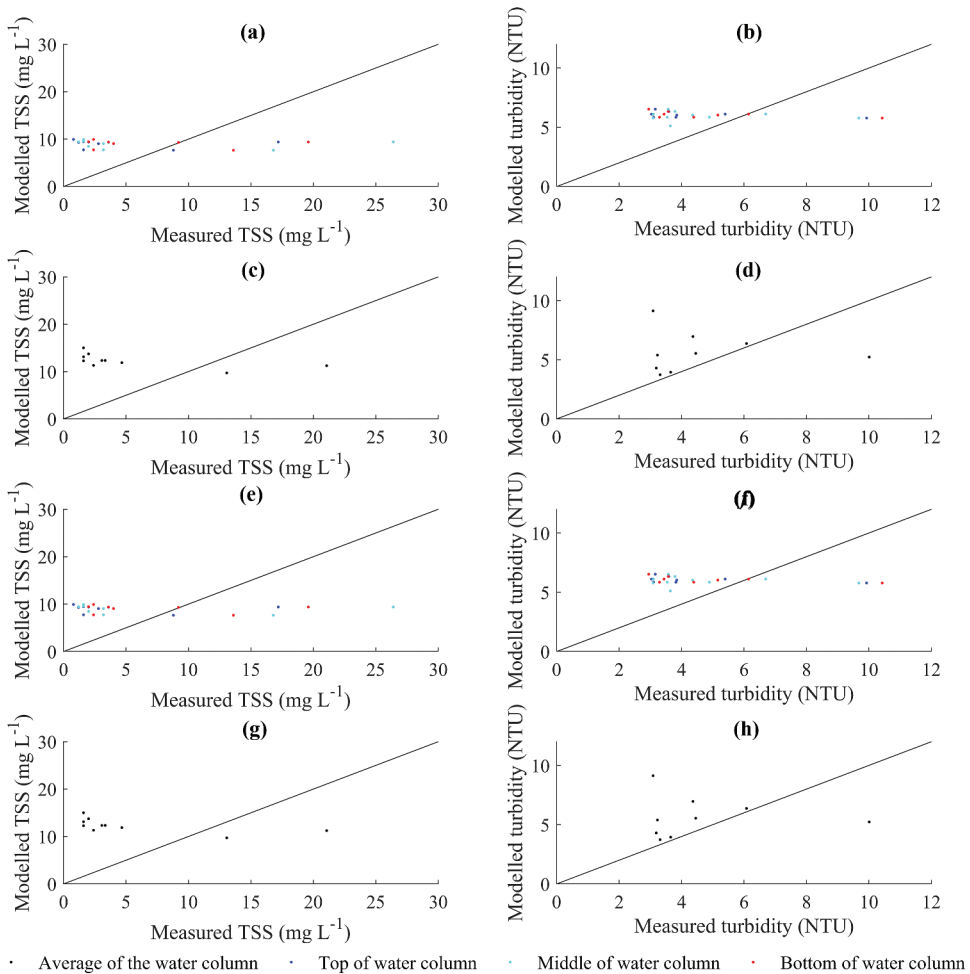 (a)
Modelled TSS (mg L-1)
30
20
10
0
0 5 10 15 20 25 30
Measured TSS (mg L-1)
(b)
Modelled turbidity (NTU)
10
5
0
0 2 4 6 8 10 12
Measured turbidity (NTU)
(c)
Modelled TSS (mg L-1)
30
20
10
0
0 5 10 15 20 25 30
Measured TSS (mg L-1)
(d)
Modelled turbidity (NTU)
10
5
0
0 2 4 6 8 10 12
Measured turbidity (NTU)
(e)
Modelled TSS (mg L-1)
30
20
10
0
0 5 10 15 20 25 30
Measured TSS (mg L-1)
(f)
Modelled turbidity (NTU)
10
5
0
0 2 4 6 8 10 12
Measured turbidity (NTU)
(g)
Modelled TSS (mg L-1)
30
20
10
0
0 5 10 15 20 25 30
Measured TSS (mg L-1)
(h)
Modelled turbidity (NTU)
10
5
0
0 2 4 6 8 10 12
Measured turbidity (NTU)
Average of the water column Top of water column Middle of water column Bottom of water column